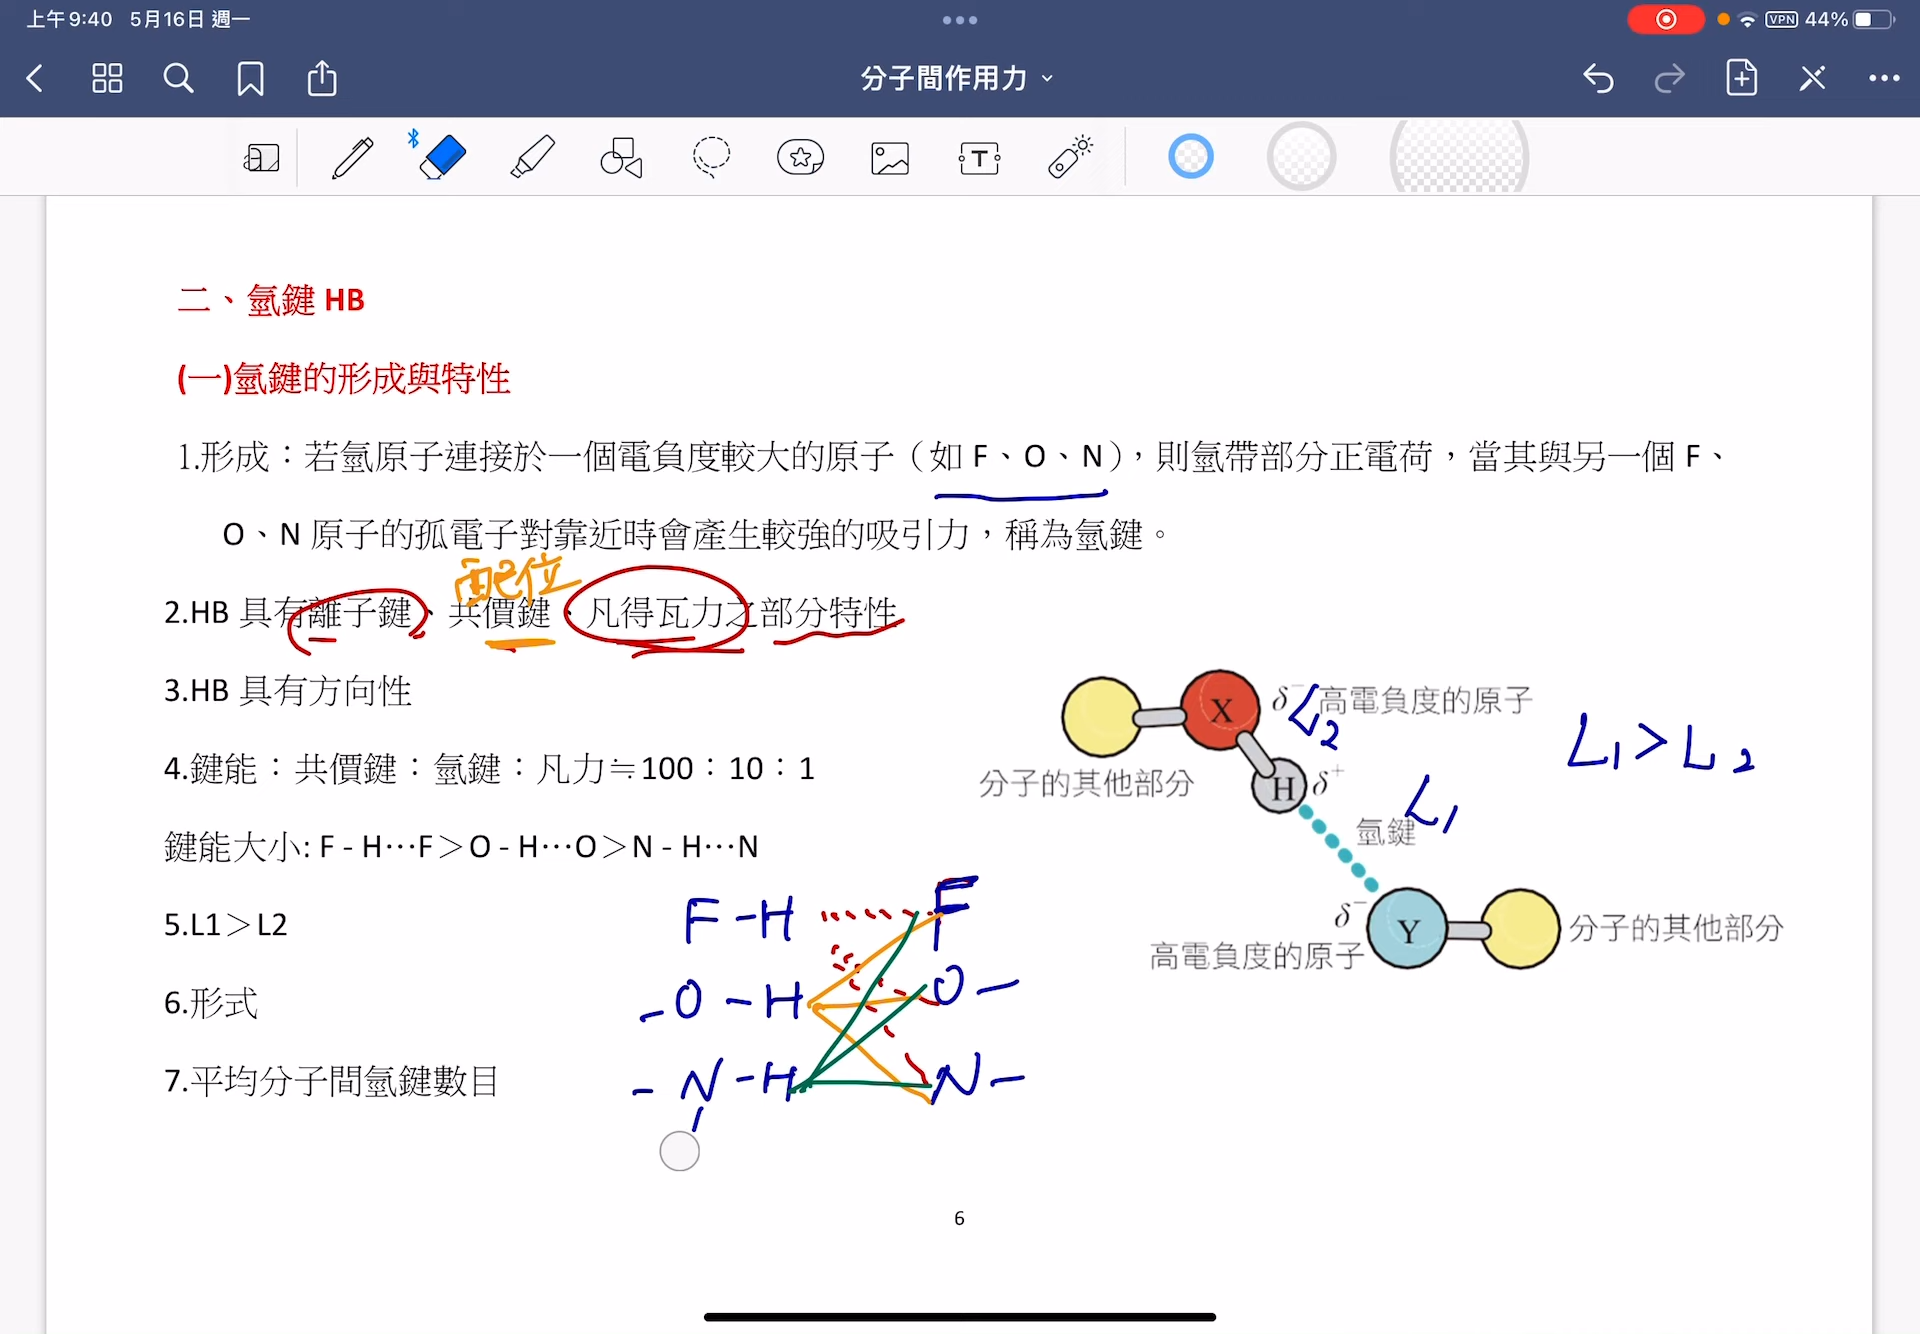 上午9:40 5月16日 週一
VPN 44%
分子間作用力
二、氫鍵 HB
(一)氫鍵的形成與特性
1.形成：若氫原子連接於一個電負度較大的原子（如 F、O、N），則氫帶部分正電荷，當其與另一個 F、
O、N 原子的孤電子對靠近時會產生較強的吸引力，稱為氫鍵。
配位
2.HB 具有離子鍵、共價鍵、凡得瓦力之部分特性
3.HB 具有方向性
4.鍵能：共價鍵：氫鍵：凡力≒100：10：1
鍵能大小: F - H⋯F＞O - H⋯O＞N - H⋯N
5.L1＞L2
6.形式
7.平均分子間氫鍵數目
F - H F
- O - H O -
- N - H N -
X δ⁻ 高電負度的原子
L2
L1 > L2
分子的其他部分
H δ⁺
L1
氫鍵
δ⁻
Y
分子的其他部分
高電負度的原子
6